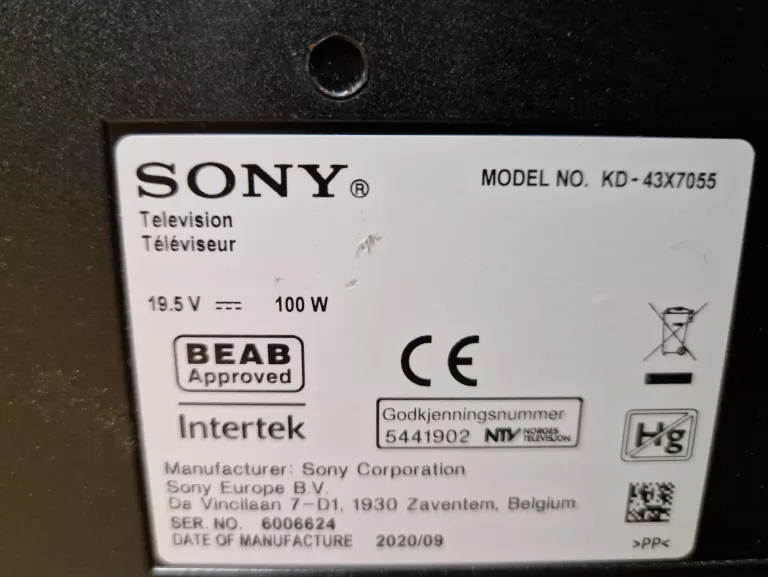 SONY®
MODEL NO. KD-43X7055
Television
Téléviseur
19.5 V ⎓ 100 W
BEAB
Approved
CE
Intertek
Godkjenningsnummer
5441902 NTV NORGES TELEVISJON
Hg
Manufacturer: Sony Corporation
Sony Europe B.V.
Da Vincilaan 7-D1, 1930 Zaventem, Belgium
SER. NO. 6006624
DATE OF MANUFACTURE 2020/09
>PP<